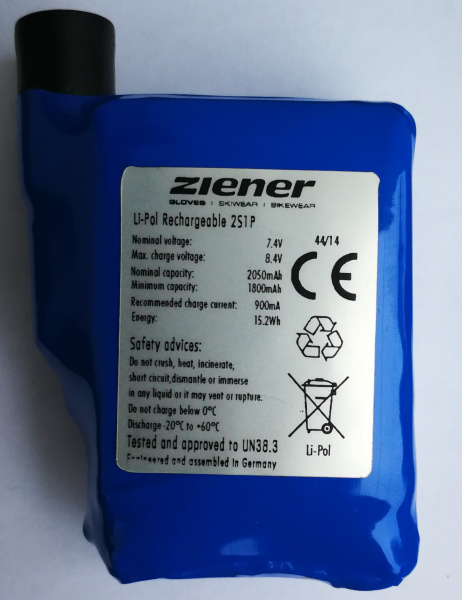 ziener
GLOVES | SKIWEAR | BIKEWEAR
Li-Pol Rechargeable 2S1P
Nominal voltage: 7.4V
Max. charge voltage: 8.4V
Nominal capacity: 2050mAh
Minimum capacity: 1800mAh
Recommended charge current: 900mA
Energy: 15.2Wh
44/14
CE
Safety advices:
Do not crush, heat, incinerate,
short circuit,dismantle or immerse
in any liquid or it may vent or rupture.
Do not charge below 0°C
Discharge -20°C to +60°C
Tested and approved to UN38.3
Engineered and assembled in Germany
Li-Pol